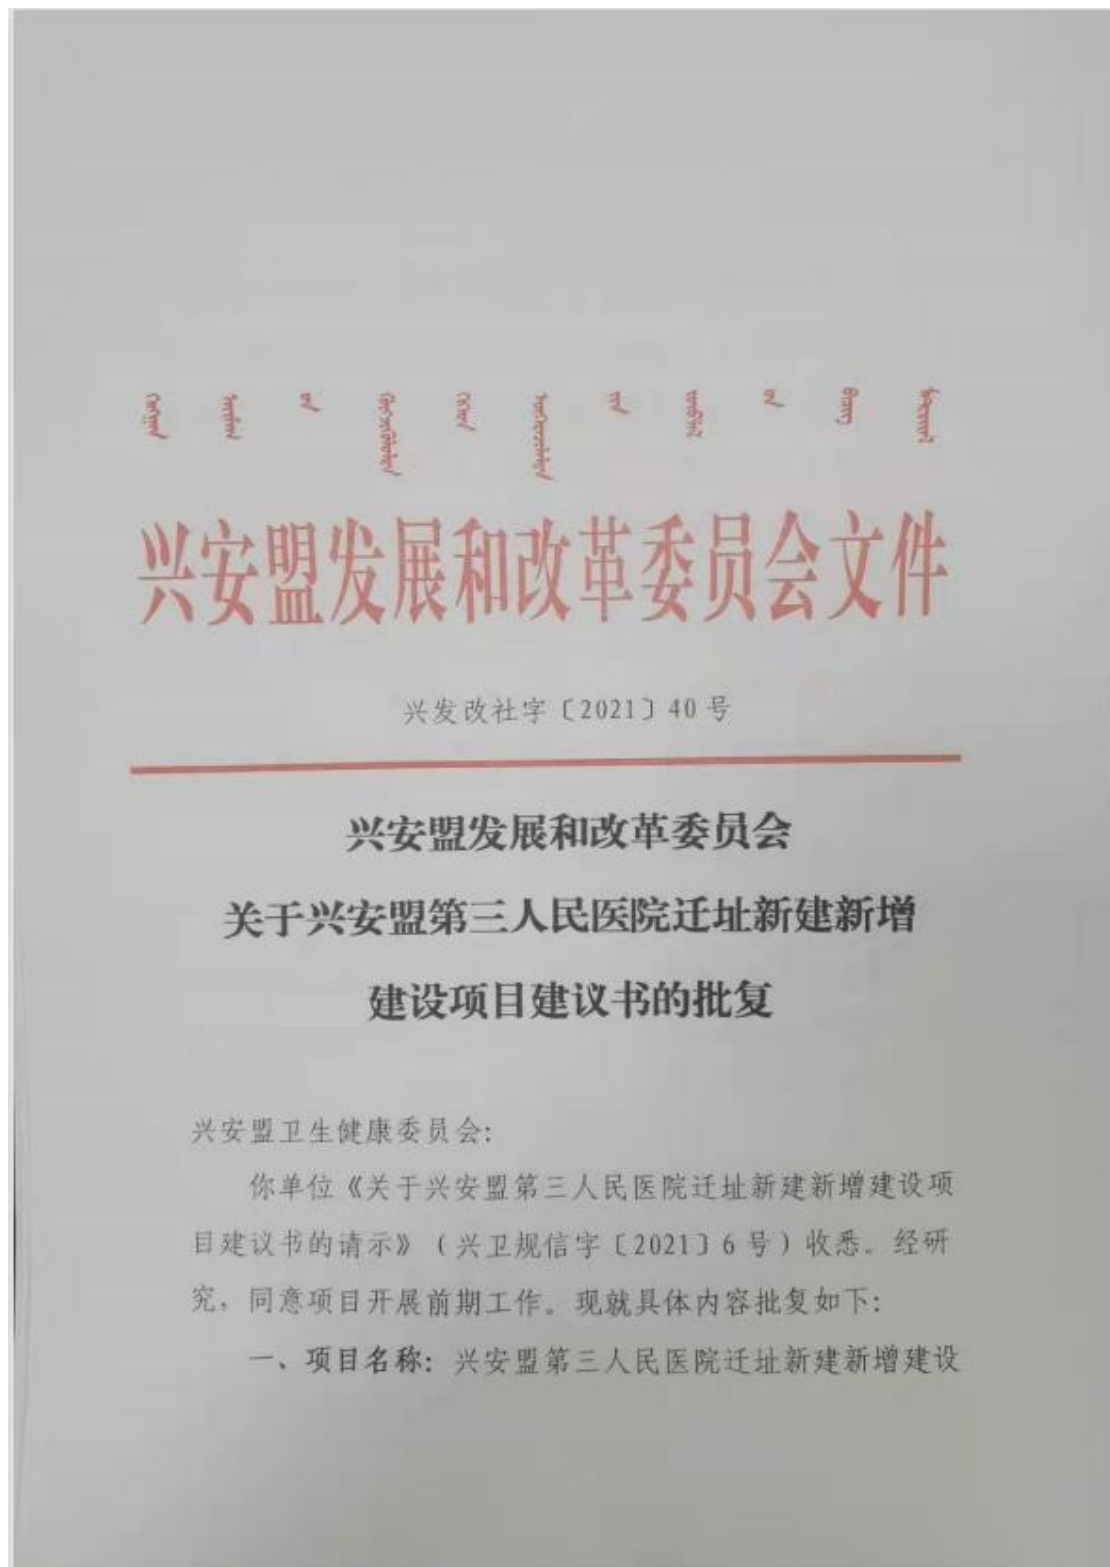 兴安盟发展和改革委员会文件
兴发改社字〔2021〕40 号
兴安盟发展和改革委员会
关于兴安盟第三人民医院迁址新建新增
建设项目建议书的批复
兴安盟卫生健康委员会:
你单位《关于兴安盟第三人民医院迁址新建新增建设项
目建议书的请示》（兴卫规信字〔2021〕6 号）收悉。经研
究，同意项目开展前期工作。现就具体内容批复如下:
一、项目名称: 兴安盟第三人民医院迁址新建新增建设